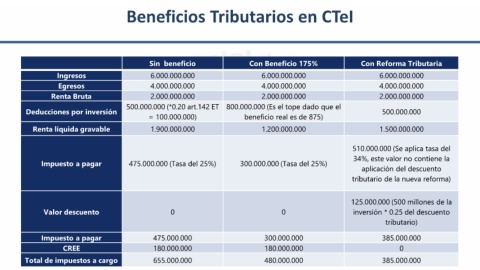 Beneficios Tributarios en CTeI
Sin beneficio Con Beneficio 175% Con Reforma Tributaria
Ingresos 6.000.000.000 6.000.000.000 6.000.000.000
Egresos 4.000.000.000 4.000.000.000 4.000.000.000
Renta Bruta 2.000.000.000 2.000.000.000 2.000.000.000
Deducciones por inversión 500.000.000 (*0.20 art.142 ET
= 100.000.000) 800.000.000 (Es el tope dado que el
beneficio real es de 875) 500.000.000
Renta líquida gravable 1.900.000.000 1.200.000.000 1.500.000.000
Impuesto a pagar 475.000.000 (Tasa del 25%) 300.000.000 (Tasa del 25%) 510.000.000 (Se aplica tasa del
34%, este valor no contiene la
aplicación del descuento
tributario de la nueva reforma)
Valor descuento 0 0 125.000.000 (500 millones de la
inversión * 0.25 del descuento
tributario)
Impuesto a pagar 475.000.000 300.000.000 385.000.000
CREE 180.000.000 180.000.000 0
Total de impuestos a cargo 655.000.000 480.000.000 385.000.000